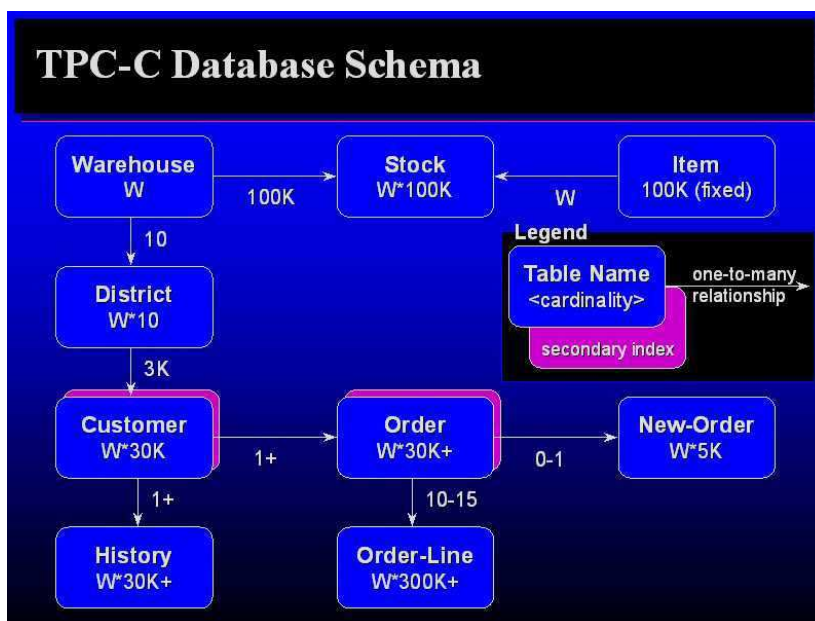 TPC-C Database Schema
Warehouse
W
100K
Stock
W*100K
W
Item
100K (fixed)
10
Legend
Table Name
<cardinality>
one-to-many
relationship
secondary index
District
W*10
3K
Customer
W*30K
1+
Order
W*30K+
0-1
New-Order
W*5K
1+
10-15
History
W*30K+
Order-Line
W*300K+